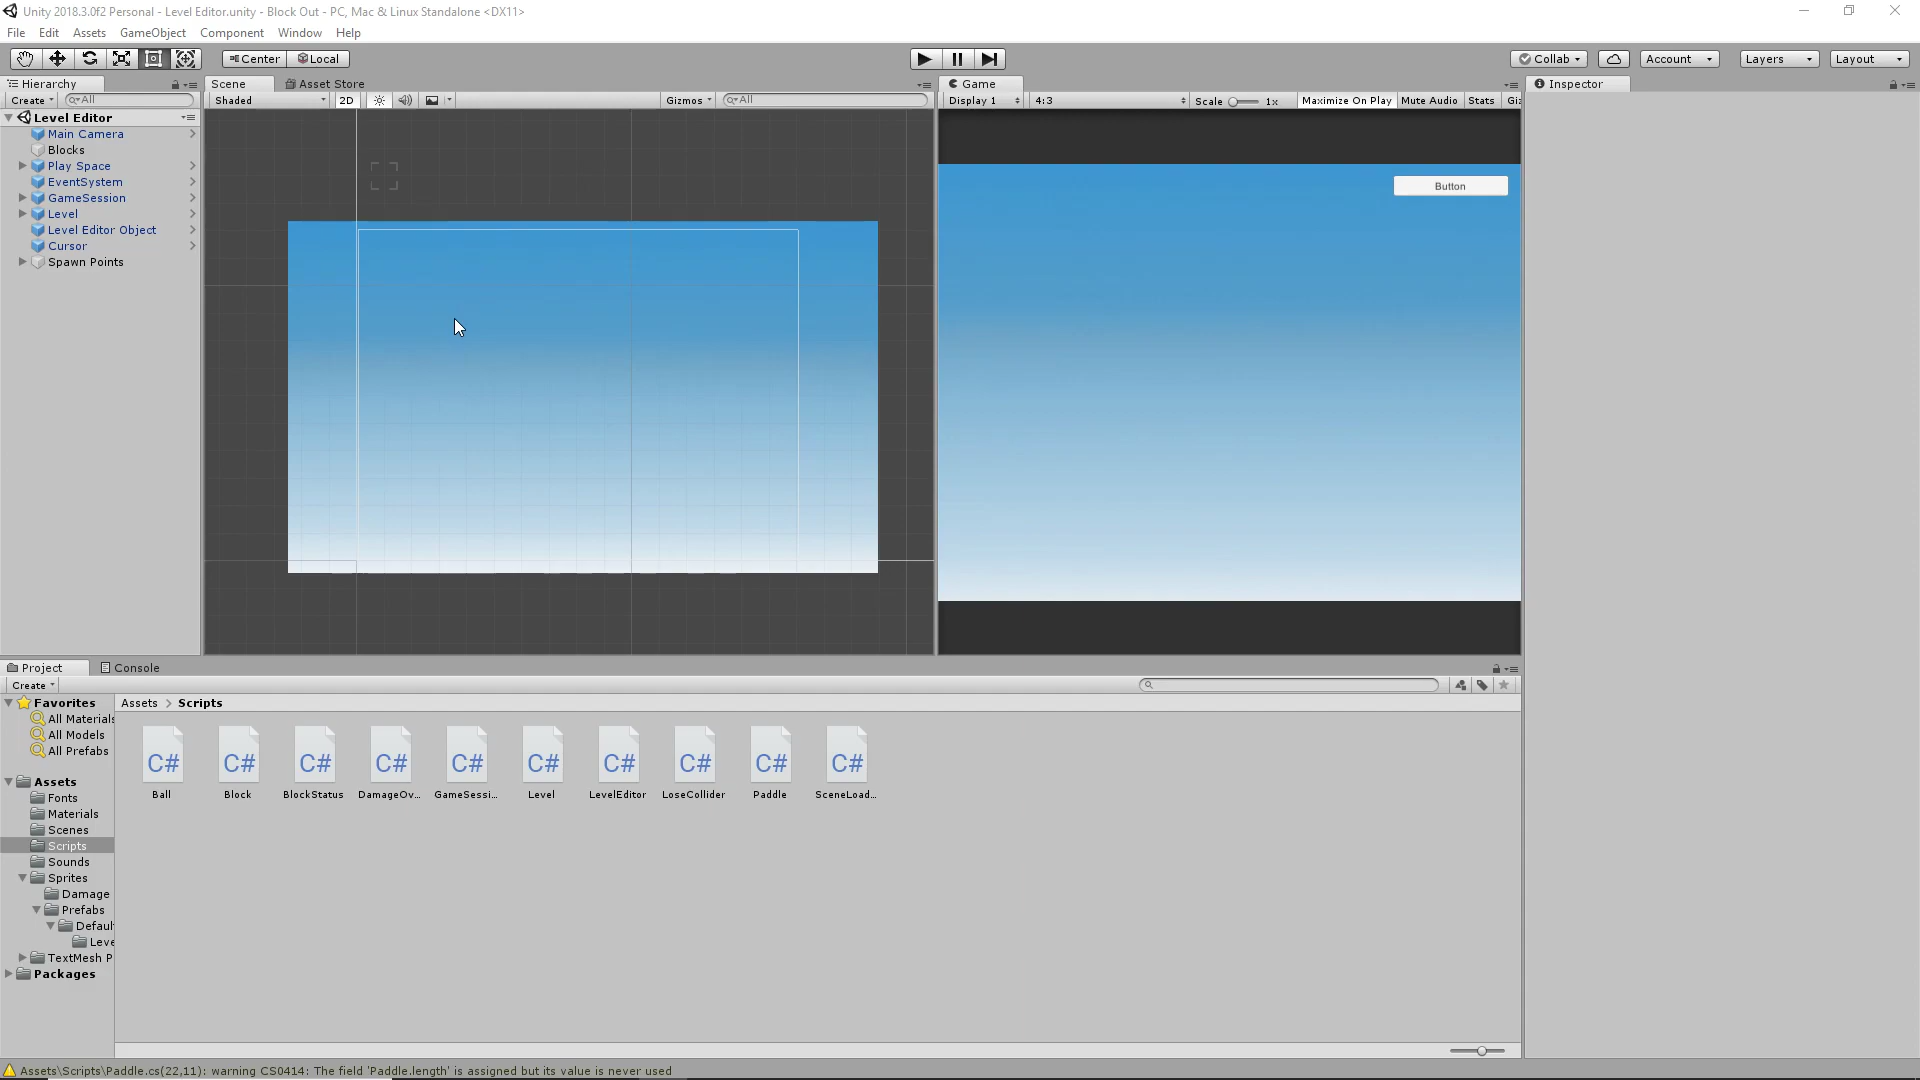 Unity 2018.3.0f2 Personal - Level Editor.unity - Block Out - PC, Mac & Linux Standalone <DX11>
File Edit Assets GameObject Component Window Help
Center Local Collab Account Layers Layout
Hierarchy Scene Asset Store Game Inspector
Create All Shaded 2D Gizmos All Display 1 4:3 Scale 1x Maximize On Play Mute Audio Stats Giz
Level Editor
Main Camera
Blocks
Play Space
EventSystem
GameSession
Level
Level Editor Object
Cursor
Spawn Points
Button
Project Console
Create
Favorites
All Materials
All Models
All Prefabs
Assets
Fonts
Materials
Scenes
Scripts
Sounds
Sprites
Damage
Prefabs
Defaul
Leve
TextMesh P
Packages
Assets > Scripts
C# C# C# C# C# C# C# C# C# C#
Ball Block BlockStatus DamageOv... GameSessi... Level LevelEditor LoseCollider Paddle SceneLoad...
Assets\Scripts\Paddle.cs(22,11): warning CS0414: The field 'Paddle.length' is assigned but its value is never used